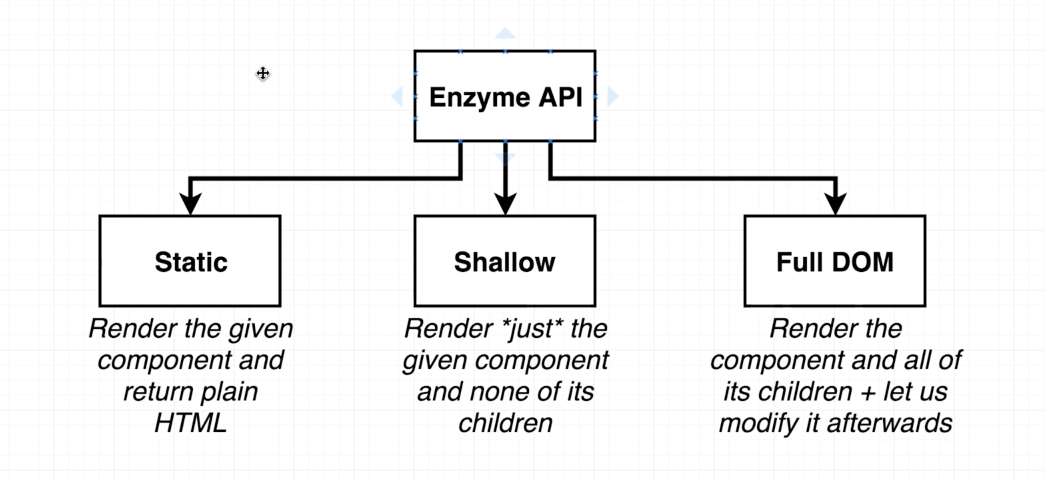 Enzyme API
Static
Render the given
component and
return plain
HTML
Shallow
Render *just* the
given component
and none of its
children
Full DOM
Render the
component and all of
its children + let us
modify it afterwards